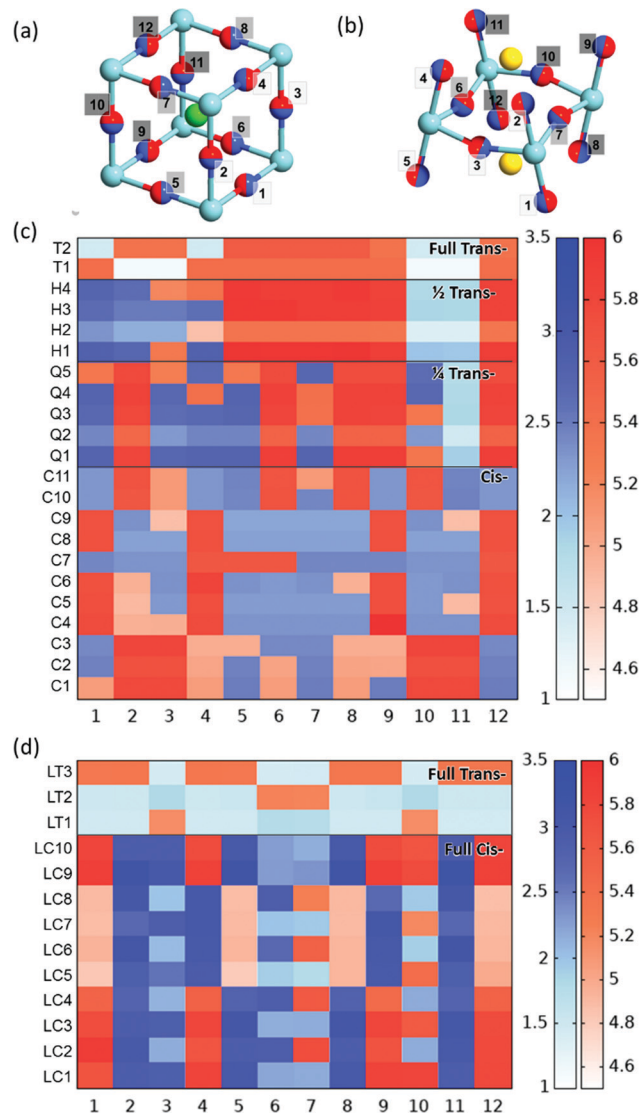 (a)
12
8
11
4
3
7
10
9
6
2
5
1
(b)
11
9
4
10
6
12
2
7
5
3
8
1
(c)
T2
T1
H4
H3
H2
H1
Q5
Q4
Q3
Q2
Q1
C11
C10
C9
C8
C7
C6
C5
C4
C3
C2
C1
Full Trans-
½ Trans-
¼ Trans-
Cis-
1 2 3 4 5 6 7 8 9 10 11 12
3.5
3
2.5
2
1.5
1
6
5.8
5.6
5.4
5.2
5
4.8
4.6
(d)
LT3
LT2
LT1
LC10
LC9
LC8
LC7
LC6
LC5
LC4
LC3
LC2
LC1
Full Trans-
Full Cis-
1 2 3 4 5 6 7 8 9 10 11 12
3.5
3
2.5
2
1.5
1
6
5.8
5.6
5.4
5.2
5
4.8
4.6